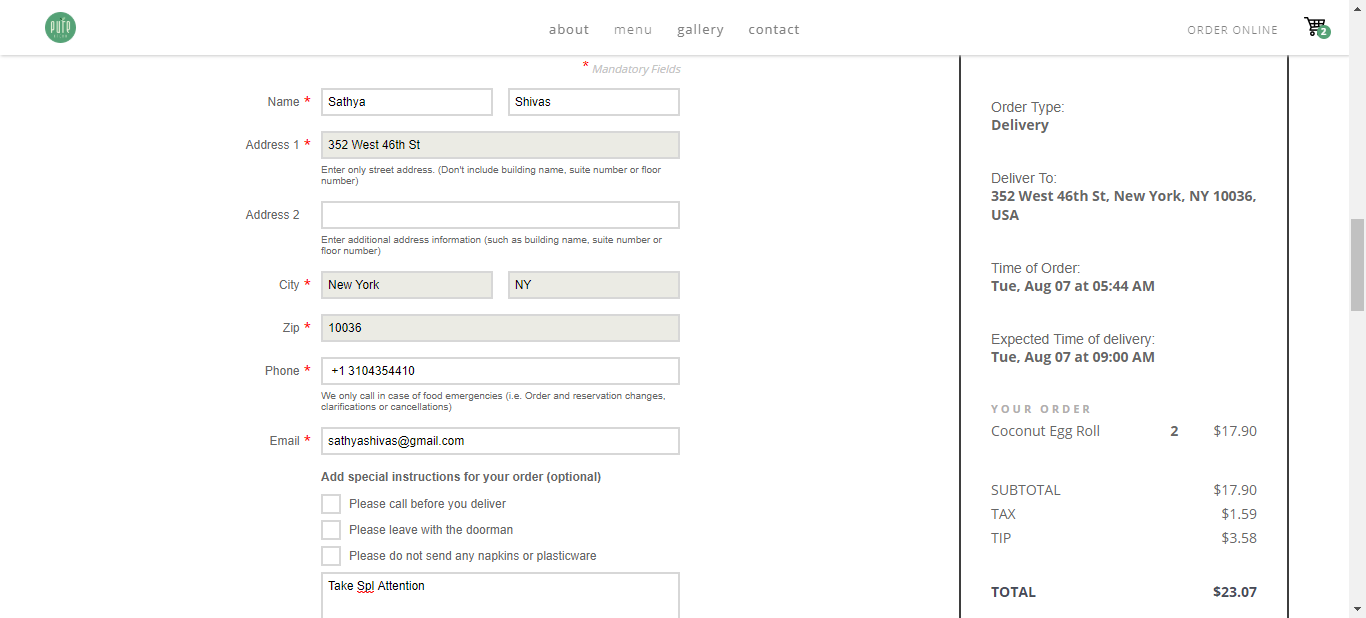 pure
about menu gallery contact
ORDER ONLINE
2
* Mandatory Fields
Name * Sathya Shivas
Address 1 * 352 West 46th St
Enter only street address. (Don't include building name, suite number or floor
number)
Address 2
Enter additional address information (such as building name, suite number or
floor number)
City * New York NY
Zip * 10036
Phone * +1 3104354410
We only call in case of food emergencies (i.e. Order and reservation changes,
clarifications or cancellations)
Email * sathyashivas@gmail.com
Add special instructions for your order (optional)
Please call before you deliver
Please leave with the doorman
Please do not send any napkins or plasticware
Take Spl Attention
Order Type:
Delivery
Deliver To:
352 West 46th St, New York, NY 10036,
USA
Time of Order:
Tue, Aug 07 at 05:44 AM
Expected Time of delivery:
Tue, Aug 07 at 09:00 AM
YOUR ORDER
Coconut Egg Roll 2 $17.90
SUBTOTAL $17.90
TAX $1.59
TIP $3.58
TOTAL $23.07